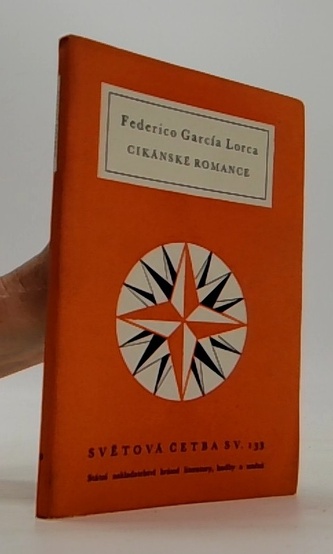 Federico García Lorca
CIKÁNSKÉ ROMANCE
SVĚTOVÁ ČETBA SV. 133
Státní nakladatelství krásné literatury, hudby a umění